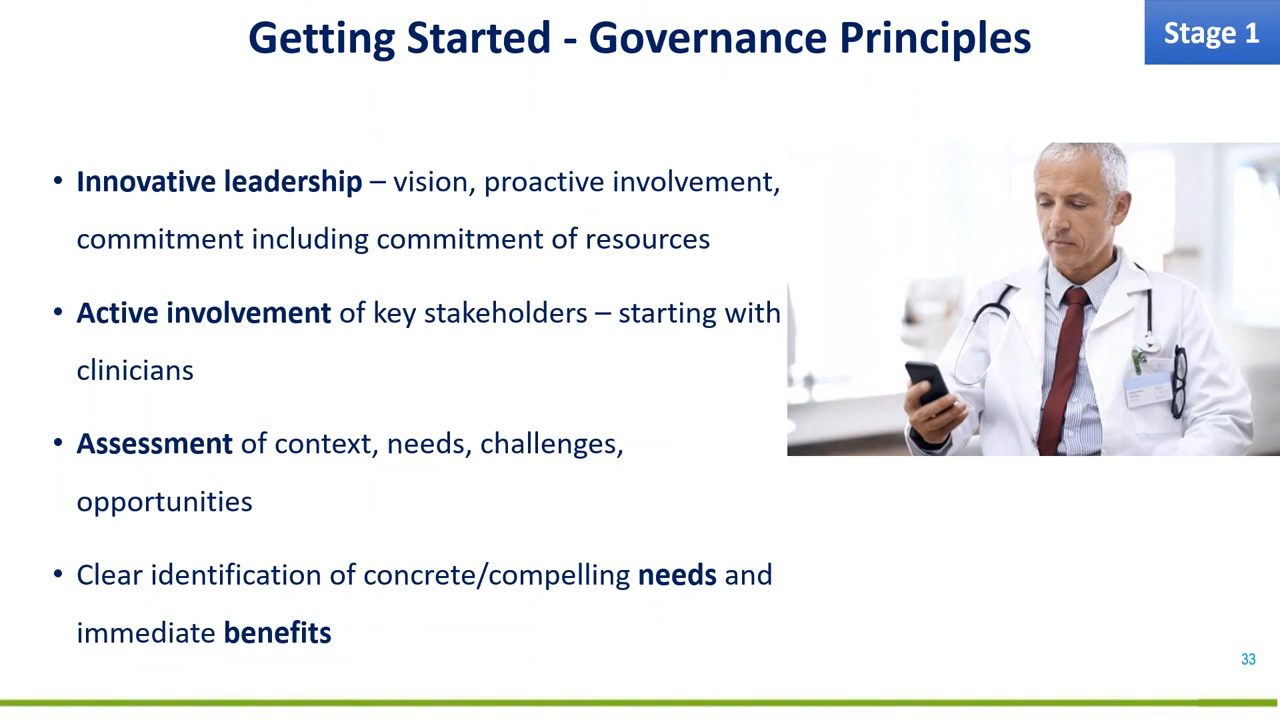 Getting Started - Governance Principles
Stage 1
• Innovative leadership – vision, proactive involvement,
commitment including commitment of resources
• Active involvement of key stakeholders – starting with
clinicians
• Assessment of context, needs, challenges,
opportunities
• Clear identification of concrete/compelling needs and
immediate benefits
33